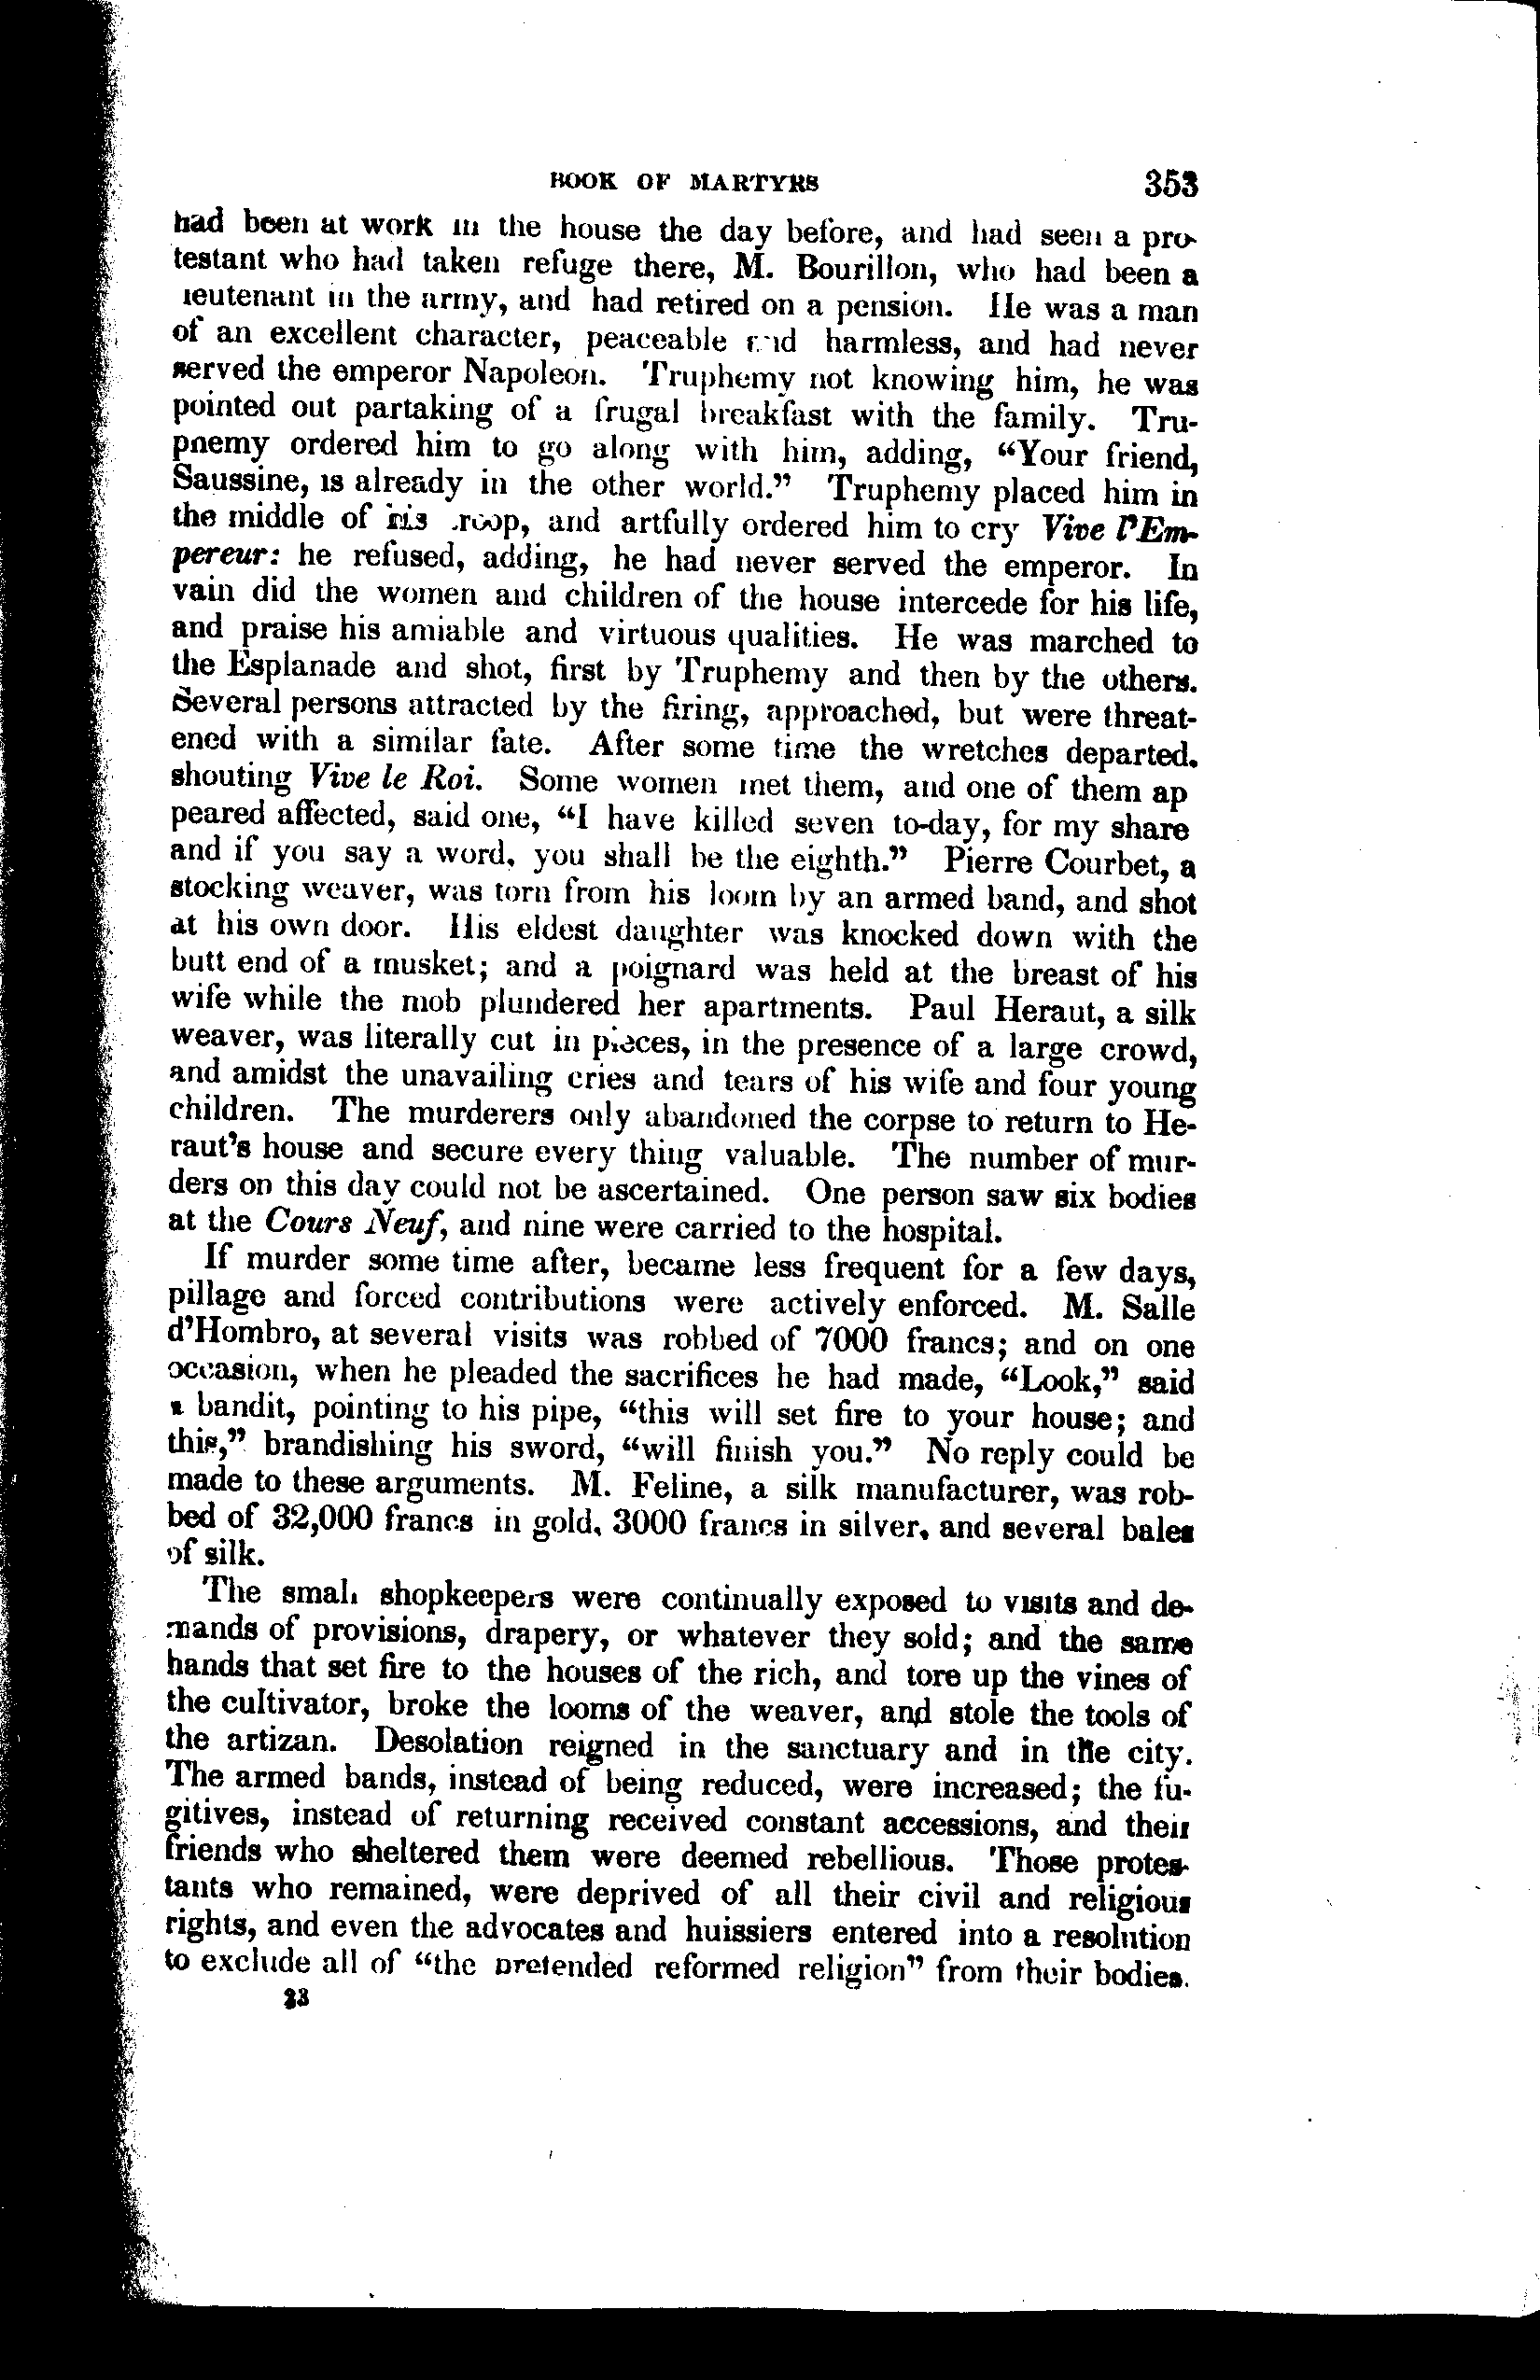 BOOK OF MARTYRS 353
had been at work in the house the day before, and had seen a pro-
testant who had taken refuge there, M. Bourillon, who had been a
ieutenant in the army, and had retired on a pension. He was a man
of an excellent character, peaceable and harmless, and had never
served the emperor Napoleon. Truphemy not knowing him, he was
pointed out partaking of a frugal breakfast with the family. Tru-
phemy ordered him to go along with him, adding, “Your friend,
Saussine, is already in the other world.” Truphemy placed him in
the middle of his troop, and artfully ordered him to cry Vive l'Em-
pereur: he refused, adding, he had never served the emperor. In
vain did the women and children of the house intercede for his life,
and praise his amiable and virtuous qualities. He was marched to
the Esplanade and shot, first by Truphemy and then by the others.
Several persons attracted by the firing, approached, but were threat-
ened with a similar fate. After some time the wretches departed.
shouting Vive le Roi. Some women met them, and one of them ap
peared affected, said one, “I have killed seven to-day, for my share
and if you say a word, you shall be the eighth.” Pierre Courbet, a
stocking weaver, was torn from his loom by an armed band, and shot
at his own door. His eldest daughter was knocked down with the
butt end of a musket; and a poignard was held at the breast of his
wife while the mob plundered her apartments. Paul Heraut, a silk
weaver, was literally cut in pieces, in the presence of a large crowd,
and amidst the unavailing cries and tears of his wife and four young
children. The murderers only abandoned the corpse to return to He-
raut's house and secure every thing valuable. The number of mur-
ders on this day could not be ascertained. One person saw six bodies
at the Cours Neuf, and nine were carried to the hospital.
If murder some time after, became less frequent for a few days,
pillage and forced contributions were actively enforced. M. Salle
d'Hombro, at several visits was robbed of 7000 francs; and on one
occasion, when he pleaded the sacrifices he had made, “Look,” said
a bandit, pointing to his pipe, “this will set fire to your house; and
this,” brandishing his sword, “will finish you.” No reply could be
made to these arguments. M. Feline, a silk manufacturer, was rob-
bed of 32,000 francs in gold, 3000 francs in silver, and several bales
of silk.
The small shopkeepers were continually exposed to visits and de-
mands of provisions, drapery, or whatever they sold; and the same
hands that set fire to the houses of the rich, and tore up the vines of
the cultivator, broke the looms of the weaver, and stole the tools of
the artizan. Desolation reigned in the sanctuary and in the city.
The armed bands, instead of being reduced, were increased; the fu-
gitives, instead of returning received constant accessions, and their
friends who sheltered them were deemed rebellious. Those protes-
tants who remained, were deprived of all their civil and religious
rights, and even the advocates and huissiers entered into a resolution
to exclude all of “the pretended reformed religion” from their bodies.
23